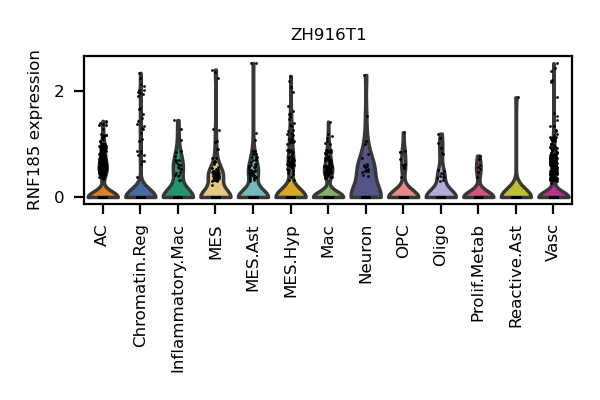 ZH916T1
RNF185 expression
2
0
AC
Chromatin.Reg
Inflammatory.Mac
MES
MES.Ast
MES.Hyp
Mac
Neuron
OPC
Oligo
Prolif.Metab
Reactive.Ast
Vasc